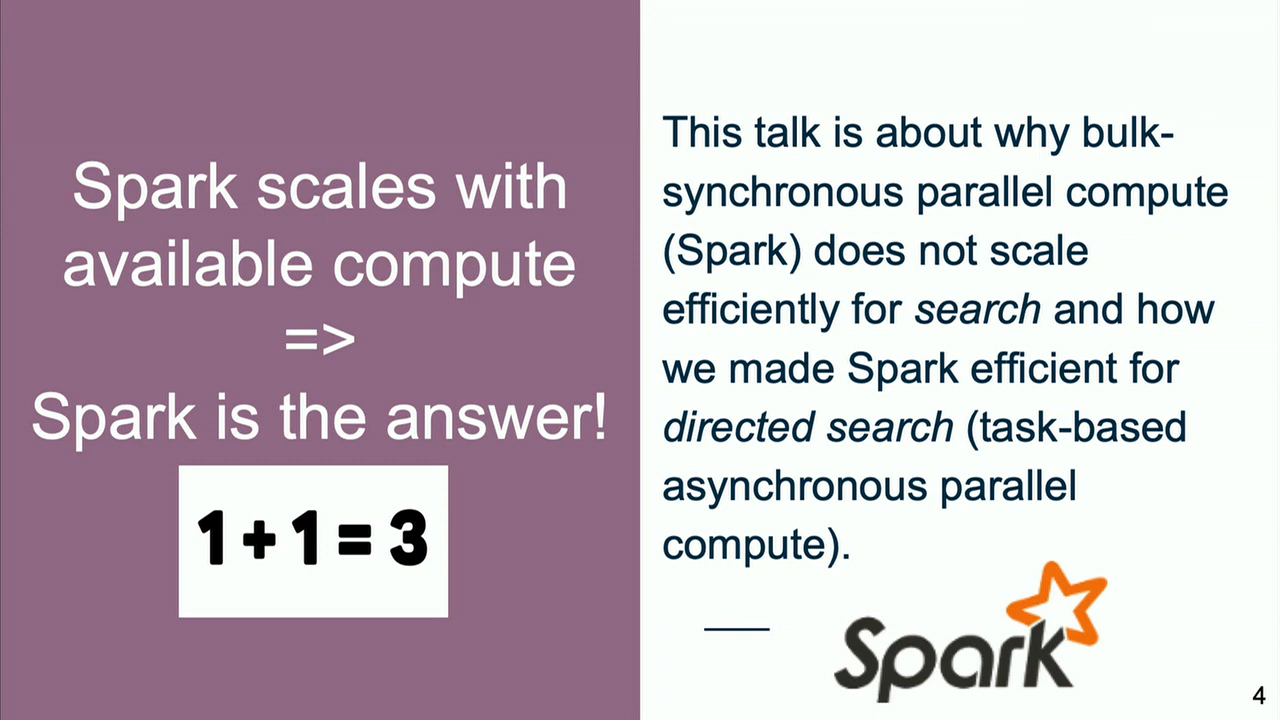 Spark scales with
available compute
=>
Spark is the answer!
1 + 1 = 3
This talk is about why bulk-
synchronous parallel compute
(Spark) does not scale
efficiently for search and how
we made Spark efficient for
directed search (task-based
asynchronous parallel
compute).
Spark
4